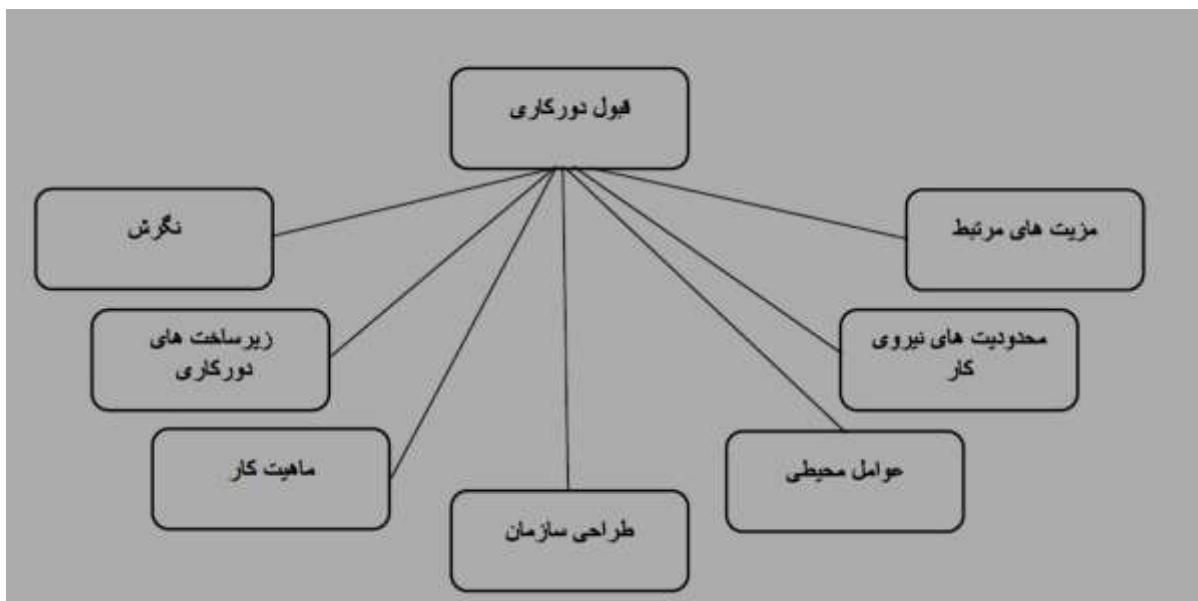 قبول دورکاری
مزیت های مرتبط
نگرش
محدودیت های نیروی
کار
زیرساخت های
دورکاری
عوامل محیطی
ماهیت کار
طراحی سازمان